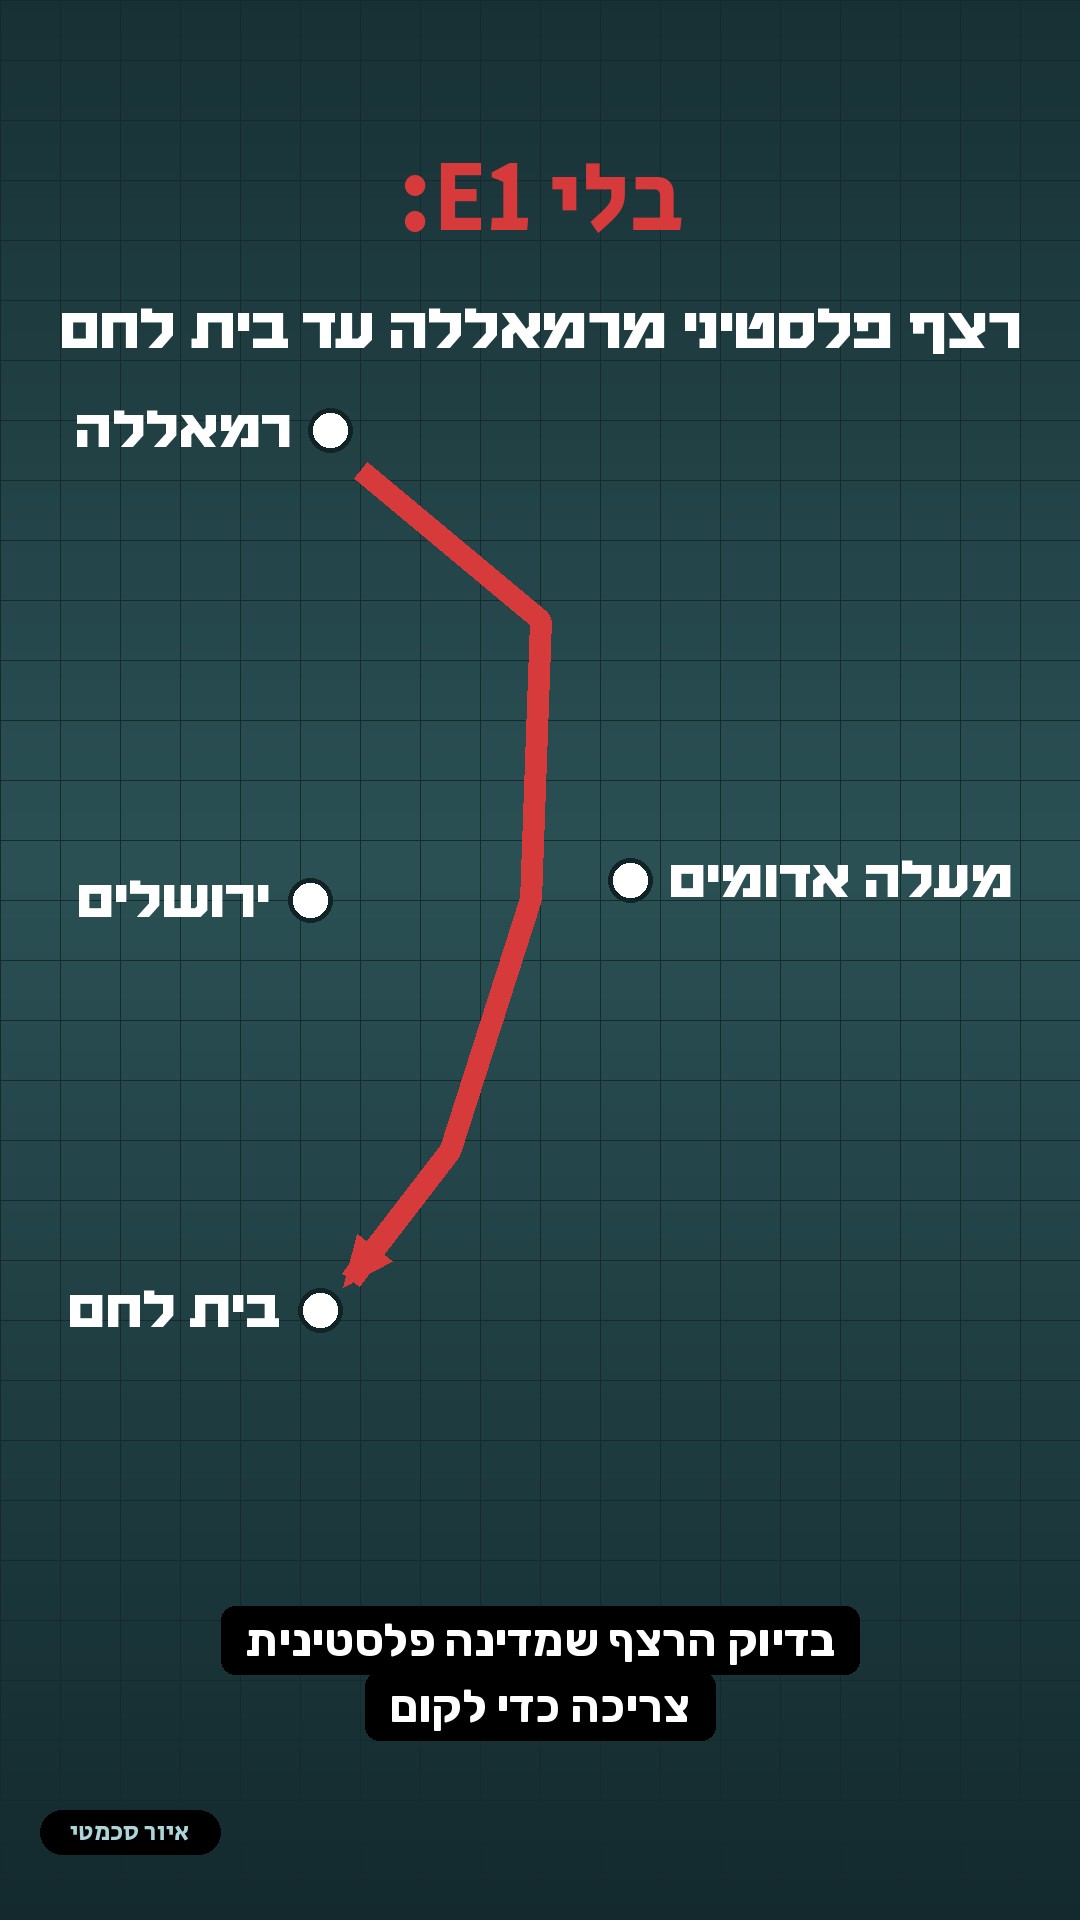 בלי E1:
רצף פלסטיני מרמאללה עד בית לחם
רמאללה
מעלה אדומים
ירושלים
בית לחם
בדיוק הרצף שמדינה פלסטינית
צריכה כדי לקום
איור סכמטי